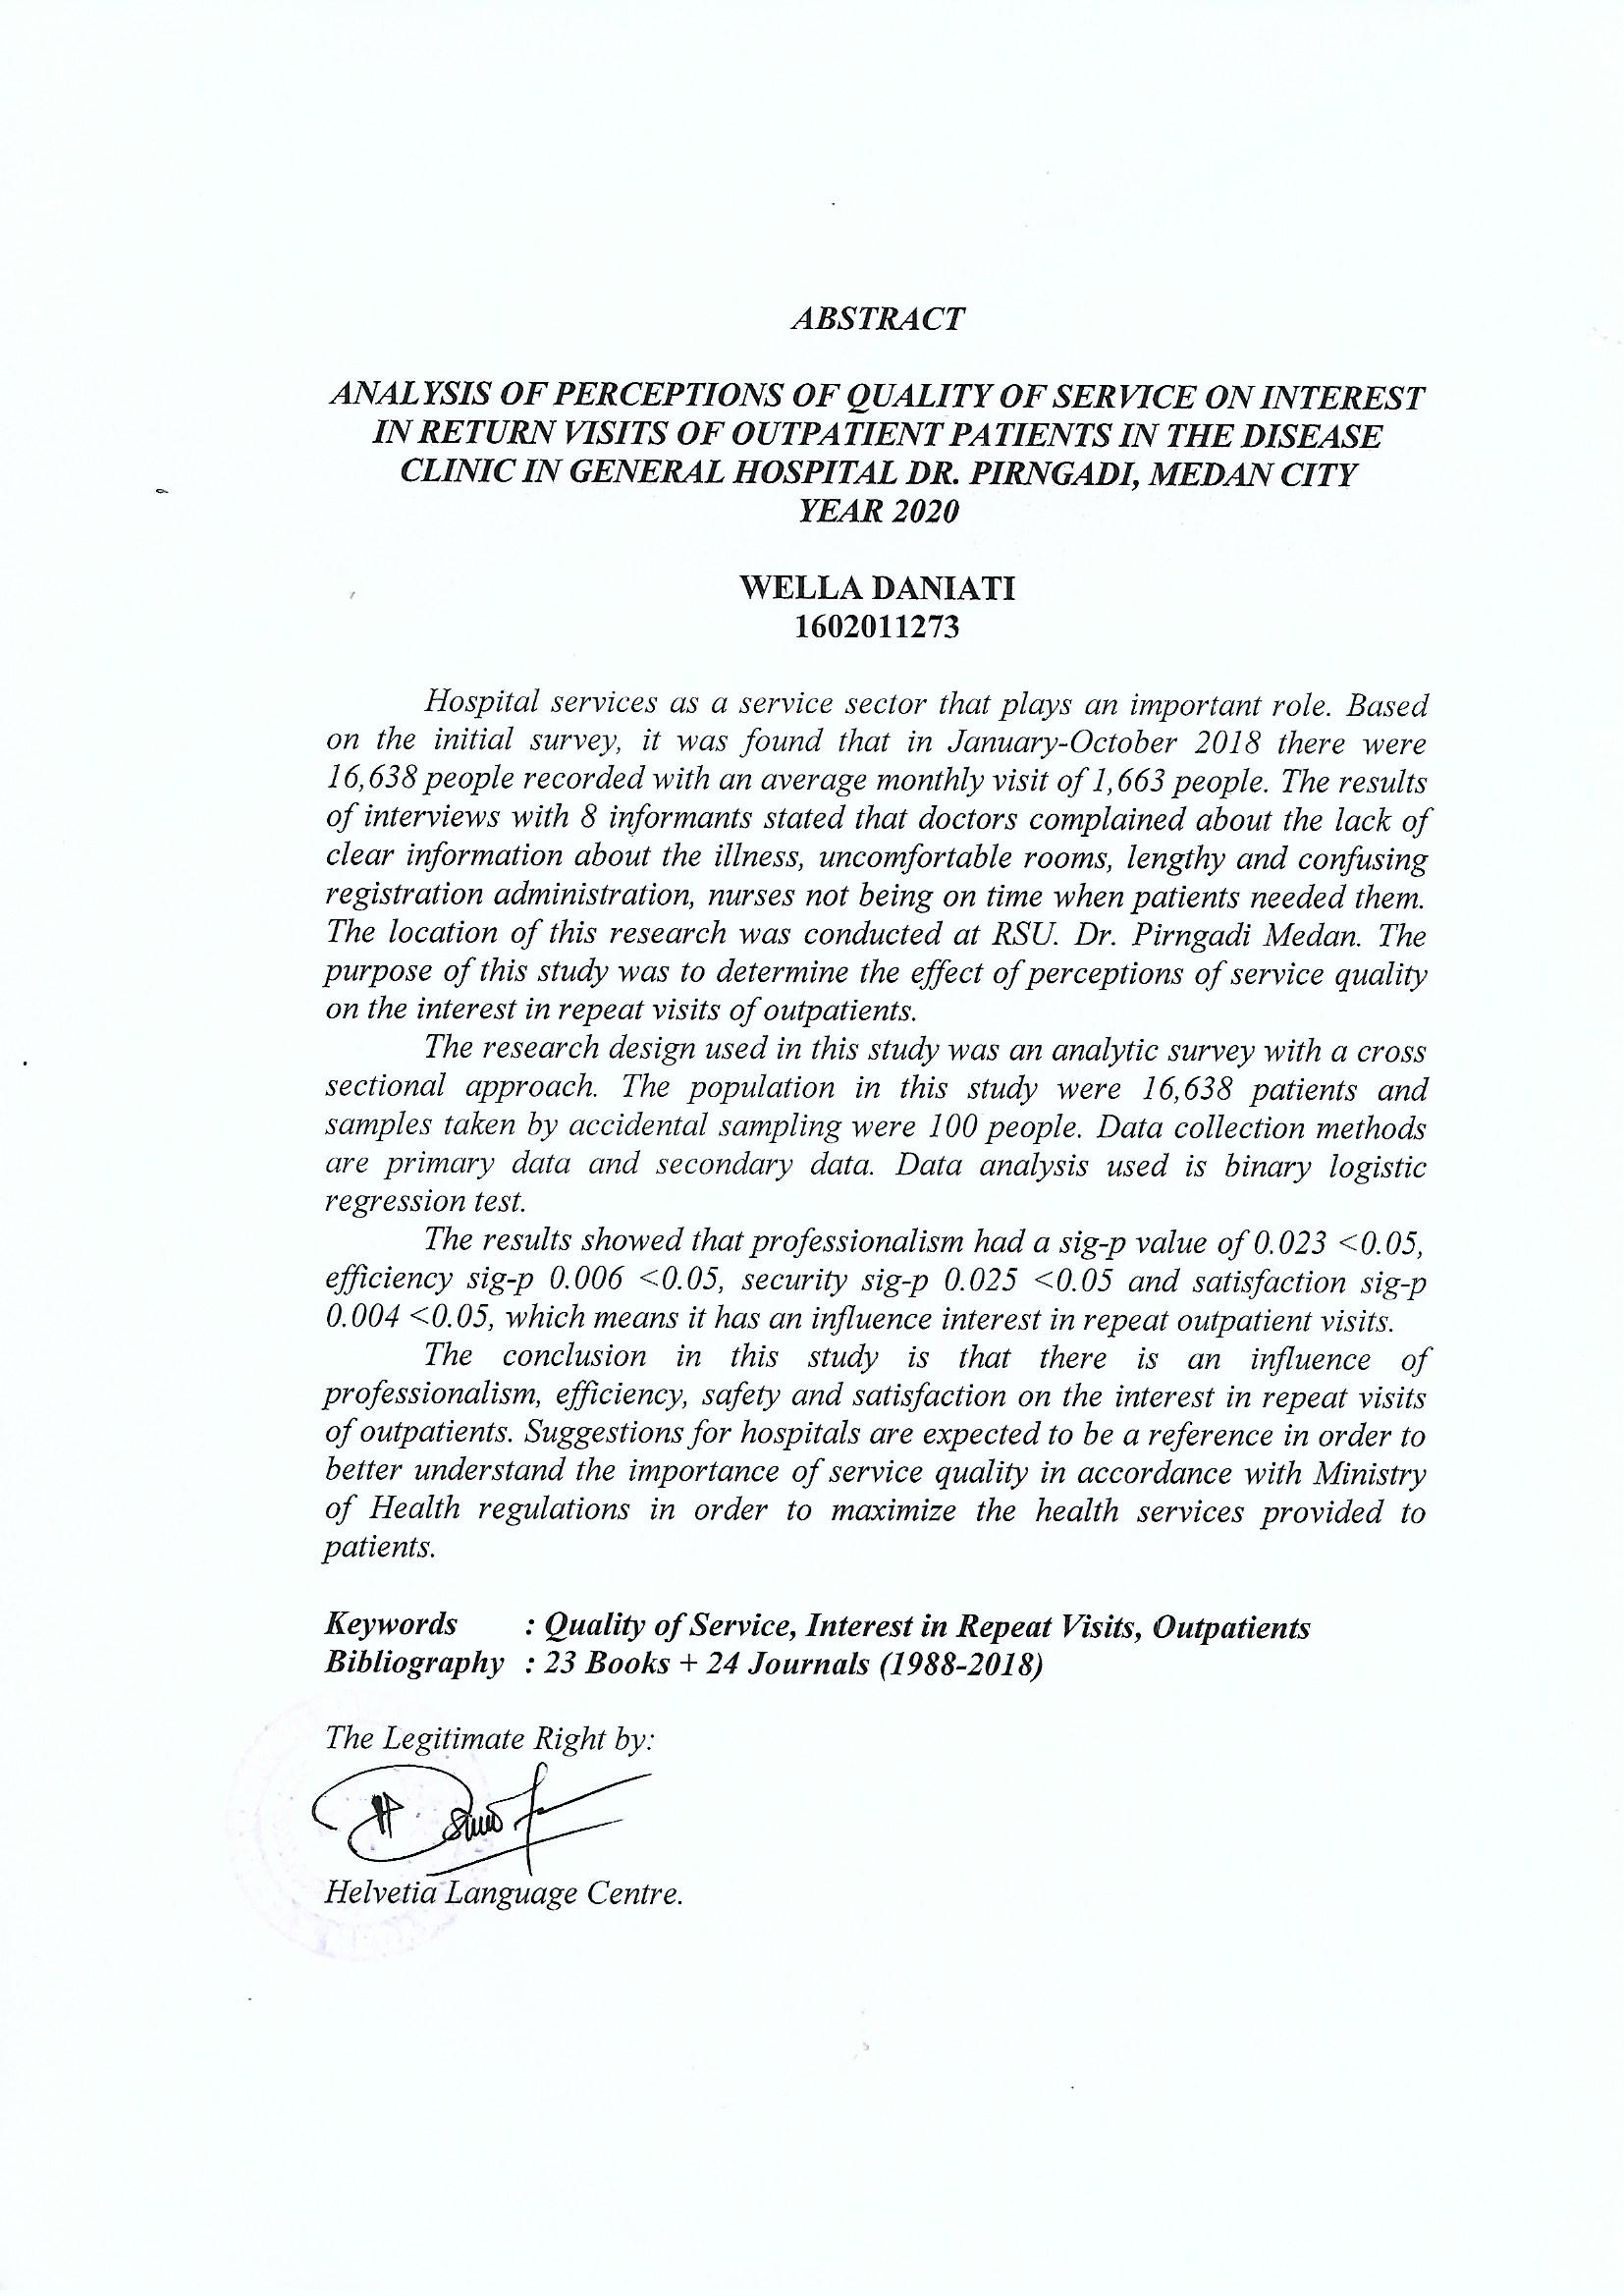 ABSTRACT
ANALYSIS OF PERCEPTIONS OF QUALITY OF SERVICE ON INTEREST
IN RETURN VISITS OF OUTPATIENT PATIENTS IN THE DISEASE
CLINIC IN GENERAL HOSPITAL DR. PIRNGADI, MEDAN CITY
YEAR 2020
WELLA DANIATI
1602011273
Hospital services as a service sector that plays an important role. Based
on the initial survey, it was found that in January-October 2018 there were
16,638 people recorded with an average monthly visit of 1,663 people. The results
of interviews with 8 informants stated that doctors complained about the lack of
clear information about the illness, uncomfortable rooms, lengthy and confusing
registration administration, nurses not being on time when patients needed them.
The location of this research was conducted at RSU. Dr. Pirngadi Medan. The
purpose of this study was to determine the effect of perceptions of service quality
on the interest in repeat visits of outpatients.
The research design used in this study was an analytic survey with a cross
sectional approach. The population in this study were 16,638 patients and
samples taken by accidental sampling were 100 people. Data collection methods
are primary data and secondary data. Data analysis used is binary logistic
regression test.
The results showed that professionalism had a sig-p value of 0.023 <0.05,
efficiency sig-p 0.006 <0.05, security sig-p 0.025 <0.05 and satisfaction sig-p
0.004 <0.05, which means it has an influence interest in repeat outpatient visits.
The conclusion in this study is that there is an influence of
professionalism, efficiency, safety and satisfaction on the interest in repeat visits
of outpatients. Suggestions for hospitals are expected to be a reference in order to
better understand the importance of service quality in accordance with Ministry
of Health regulations in order to maximize the health services provided to
patients.
Keywords : Quality of Service, Interest in Repeat Visits, Outpatients
Bibliography : 23 Books + 24 Journals (1988-2018)
The Legitimate Right by:
Helvetia Language Centre.